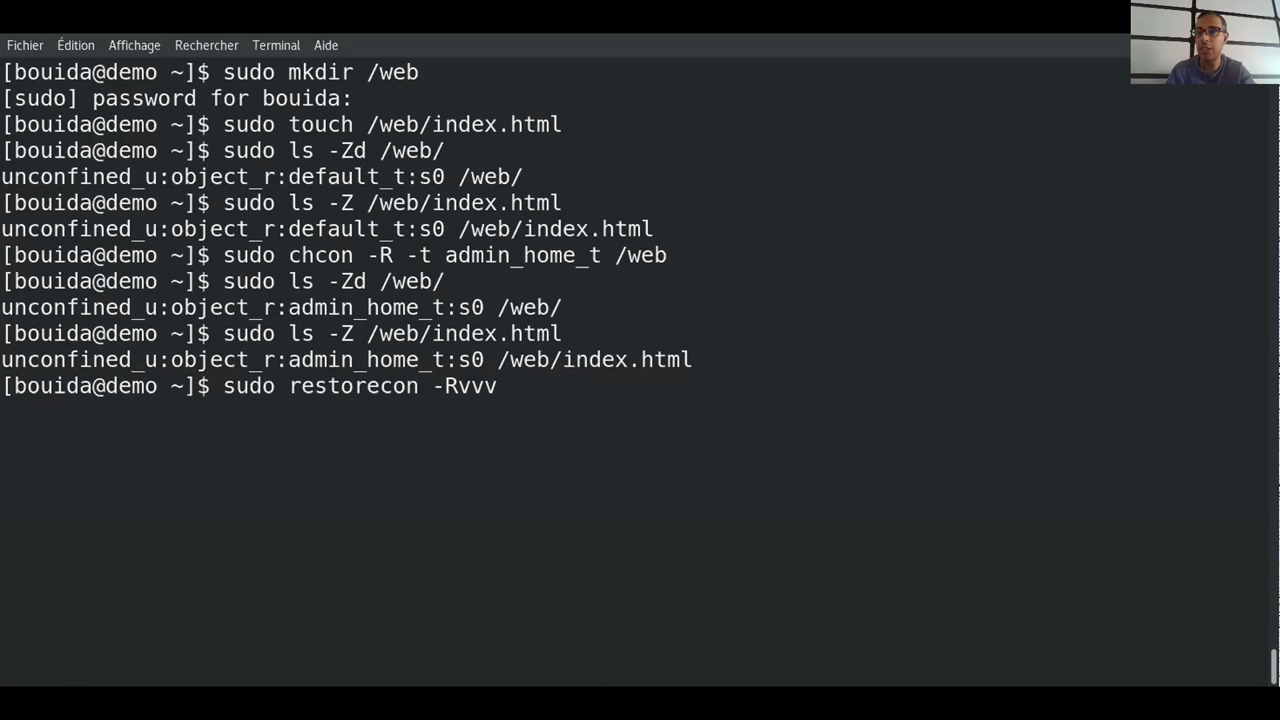 Fichier Édition Affichage Rechercher Terminal Aide
[bouida@demo ~]$ sudo mkdir /web
[sudo] password for bouida:
[bouida@demo ~]$ sudo touch /web/index.html
[bouida@demo ~]$ sudo ls -Zd /web/
unconfined_u:object_r:default_t:s0 /web/
[bouida@demo ~]$ sudo ls -Z /web/index.html
unconfined_u:object_r:default_t:s0 /web/index.html
[bouida@demo ~]$ sudo chcon -R -t admin_home_t /web
[bouida@demo ~]$ sudo ls -Zd /web/
unconfined_u:object_r:admin_home_t:s0 /web/
[bouida@demo ~]$ sudo ls -Z /web/index.html
unconfined_u:object_r:admin_home_t:s0 /web/index.html
[bouida@demo ~]$ sudo restorecon -Rvvv